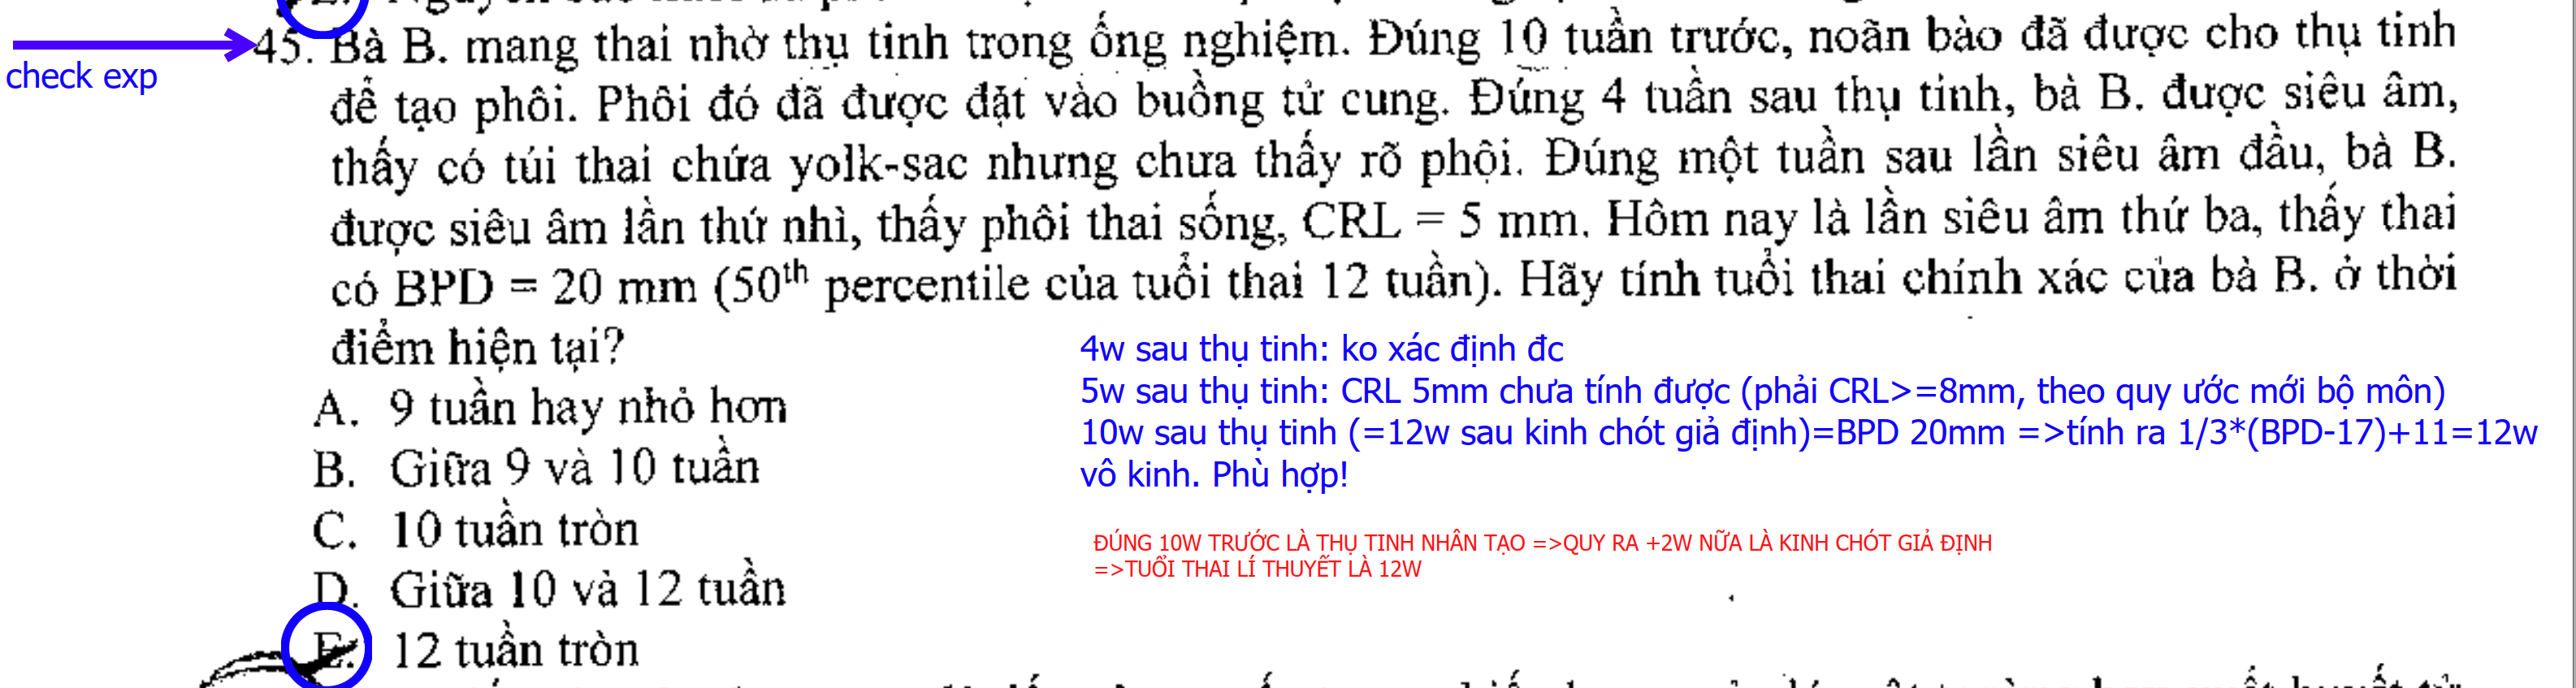 45. Bà B. mang thai nhờ thụ tinh trong ống nghiệm. Đúng 10 tuần trước, noãn bào đã được cho thụ tinh
check exp
để tạo phôi. Phôi đó đã được đặt vào buồng tử cung. Đúng 4 tuần sau thụ tinh, bà B. được siêu âm,
thấy có túi thai chứa yolk-sac nhưng chưa thấy rõ phôi. Đúng một tuần sau lần siêu âm đầu, bà B.
được siêu âm lần thứ nhì, thấy phôi thai sống, CRL = 5 mm. Hôm nay là lần siêu âm thứ ba, thấy thai
có BPD = 20 mm (50th percentile của tuổi thai 12 tuần). Hãy tính tuổi thai chính xác của bà B. ở thời
điểm hiện tại?
A. 9 tuần hay nhỏ hơn
B. Giữa 9 và 10 tuần
C. 10 tuần tròn
D. Giữa 10 và 12 tuần
E. 12 tuần tròn
4w sau thụ tinh: ko xác định đc
5w sau thụ tinh: CRL 5mm chưa tính được (phải CRL>=8mm, theo quy ước mới bộ môn)
10w sau thụ tinh (=12w sau kinh chót giả định)=BPD 20mm =>tính ra 1/3*(BPD-17)+11=12w
vô kinh. Phù hợp!
ĐÚNG 10W TRƯỚC LÀ THỤ TINH NHÂN TẠO =>QUY RA +2W NỮA LÀ KINH CHÓT GIẢ ĐỊNH
=>TUỔI THAI LÍ THUYẾT LÀ 12W